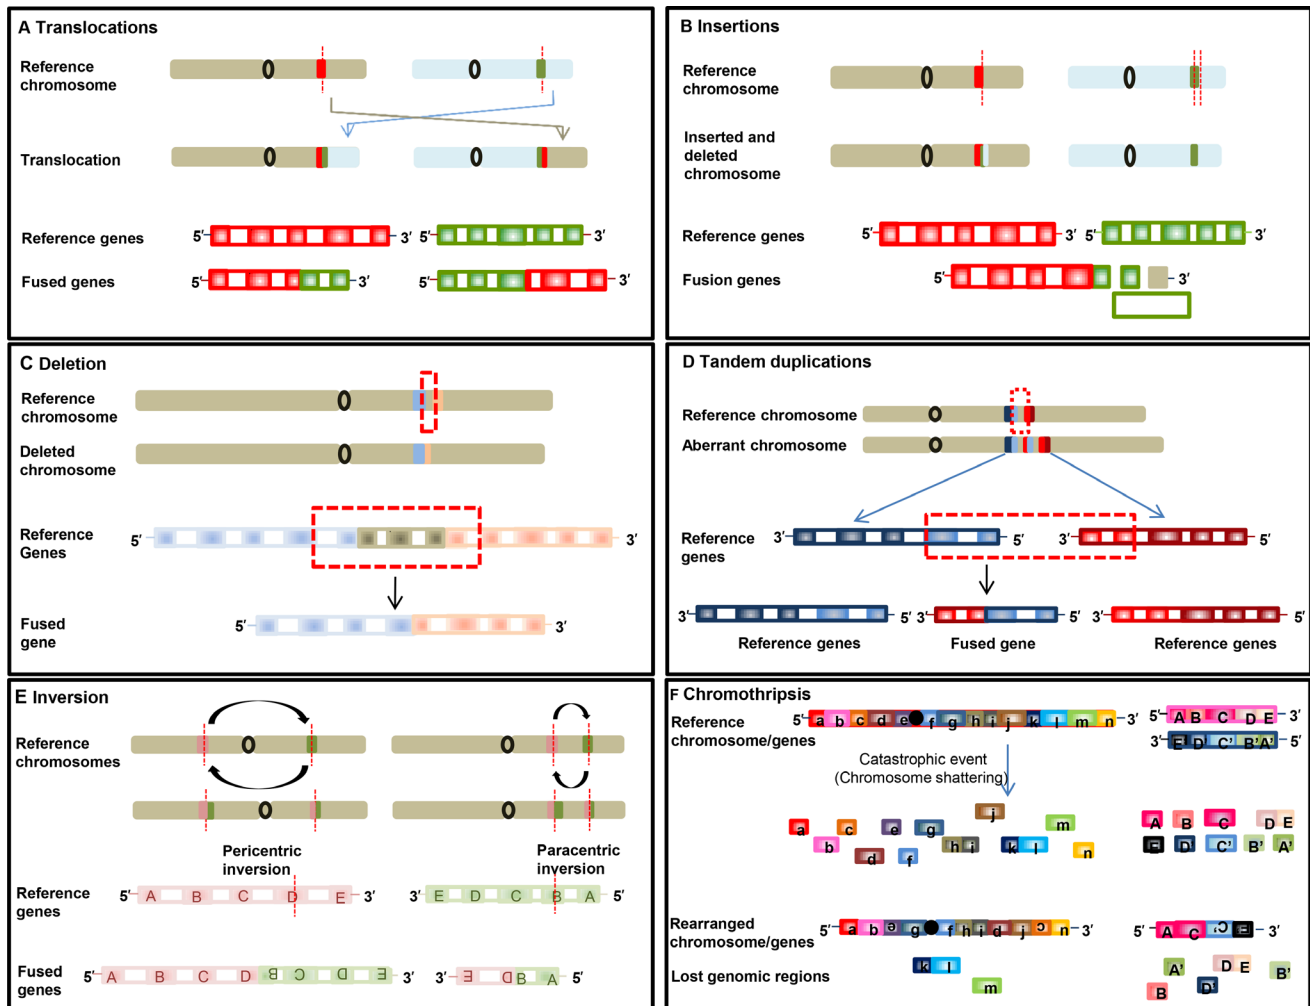 A Translocations
Reference
chromosome
Translocation
Reference genes
5′ 3′ 5′ 3′
Fused genes
5′ 3′ 5′ 3′
B Insertions
Reference
chromosome
Inserted and
deleted
chromosome
Reference genes
5′ 3′ 5′ 3′
Fusion genes
5′ 3′
C Deletion
Reference
chromosome
Deleted
chromosome
Reference
Genes
5′ 3′
Fused
gene
5′ 3′
D Tandem duplications
Reference chromosome
Aberrant chromosome
Reference
genes
3′ 5′ 3′ 5′
3′ 5′ 3′ 5′ 3′ 5′
Reference genes Fused gene Reference genes
E Inversion
Reference
chromosomes
Pericentric
inversion
Paracentric
inversion
Reference
genes
5′ A B C D E 3′ 5′ E D C B A 3′
Fused
genes
5′ A B C D B C D E 3′ 5′ E D B A 3′
F Chromothripsis
Reference
chromosome/genes
5′ a b c d e f g h i j k l m n 3′
5′ A B C D E 3′
3′ E' D' C' B' A' 5′
Catastrophic event
(Chromosome shattering)
a b c d e f g h i j k l m n
A B C D E
E D' C' B' A'
Rearranged
chromosome/genes
5′ a b e g f h i d j c n 3′
5′ A C C' E 3′
Lost genomic regions
k l m
A' D E B'
B D'